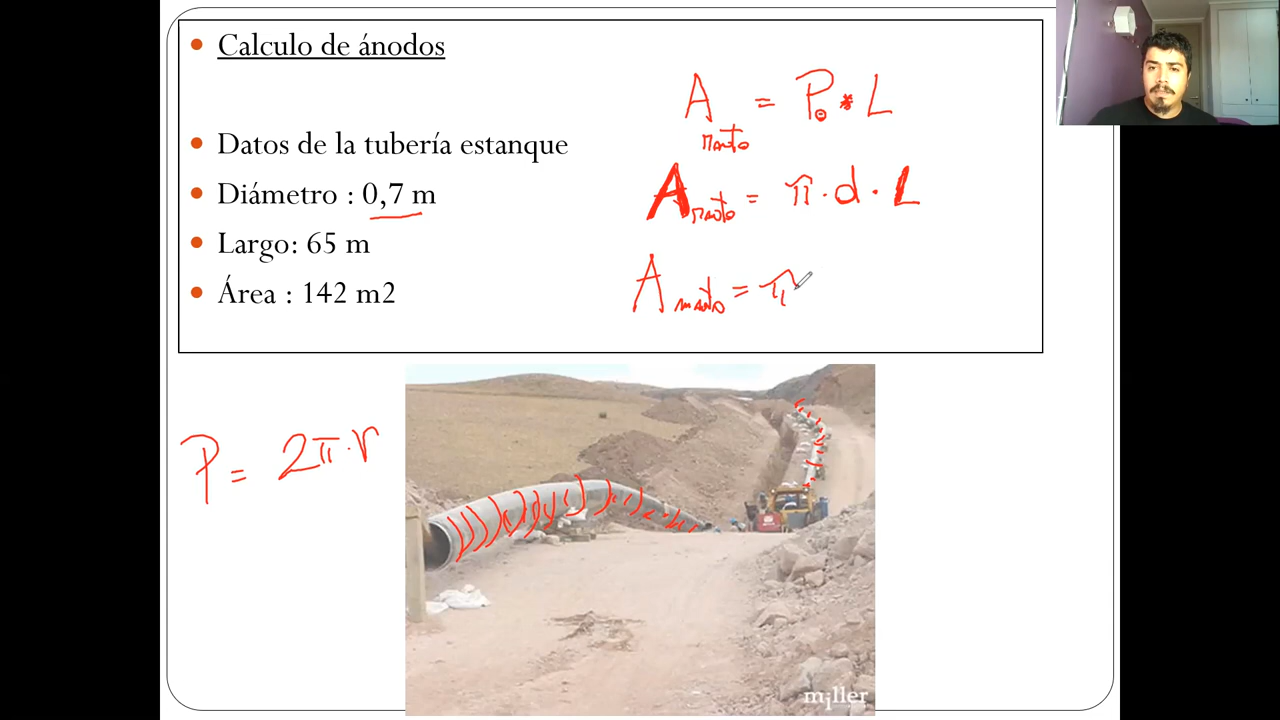 Calculo de ánodos
Datos de la tubería estanque
Diámetro : 0,7 m
Largo: 65 m
Área : 142 m2
A manto = P₀ * L
A manto = π · d · L
A manto = π
P = 2π · r
miller